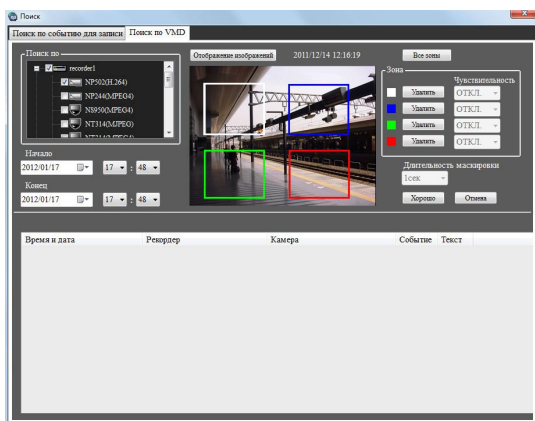 Поиск
Поиск по событию для записи Поиск по VMD
Поиск по
recorder1
NP502(H.264)
NP244(MPEG4)
NS950(MJPEG)
NT314(MJPEG)
NT314(MPEG4)
Отображение изображений 2011/12/14 12:16:19 Все зоны
Зона
Чувствительность
Удалить ОТКЛ.
Удалить ОТКЛ.
Удалить ОТКЛ.
Удалить ОТКЛ.
Начало
2012/01/17 17 : 48
Конец
2012/01/17 17 : 48
Длительность маскировки
1сек
Хорошо Отмена
Время и дата Рекордер Камера Событие Текст